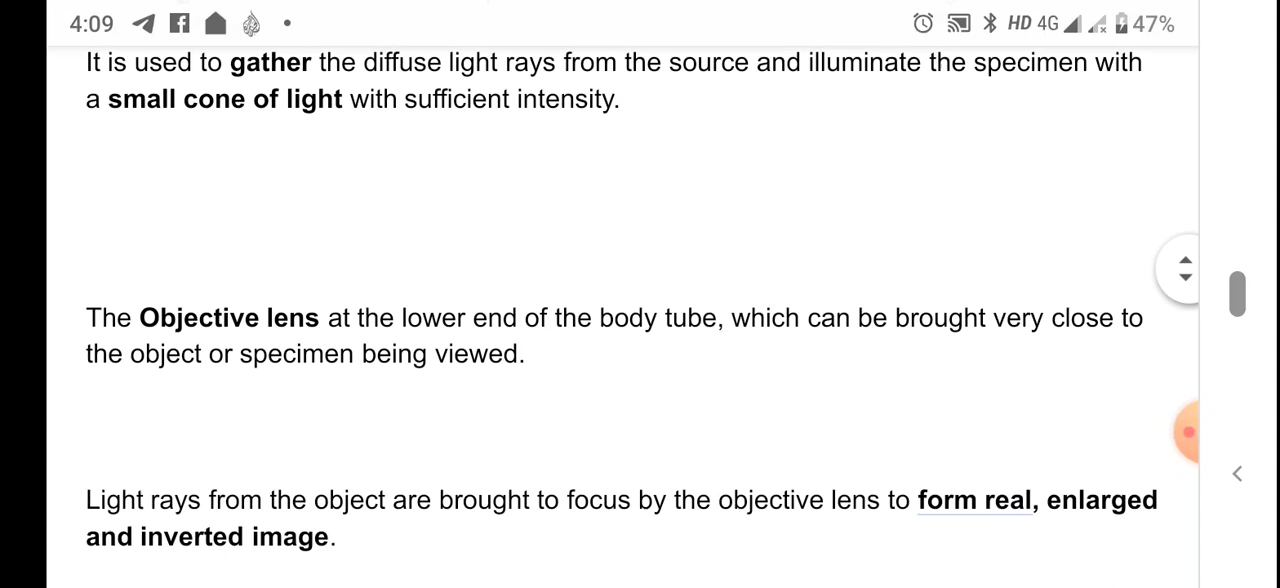 4:09 HD 4G 47%
It is used to gather the diffuse light rays from the source and illuminate the specimen with
a small cone of light with sufficient intensity.
The Objective lens at the lower end of the body tube, which can be brought very close to
the object or specimen being viewed.
Light rays from the object are brought to focus by the objective lens to form real, enlarged
and inverted image.